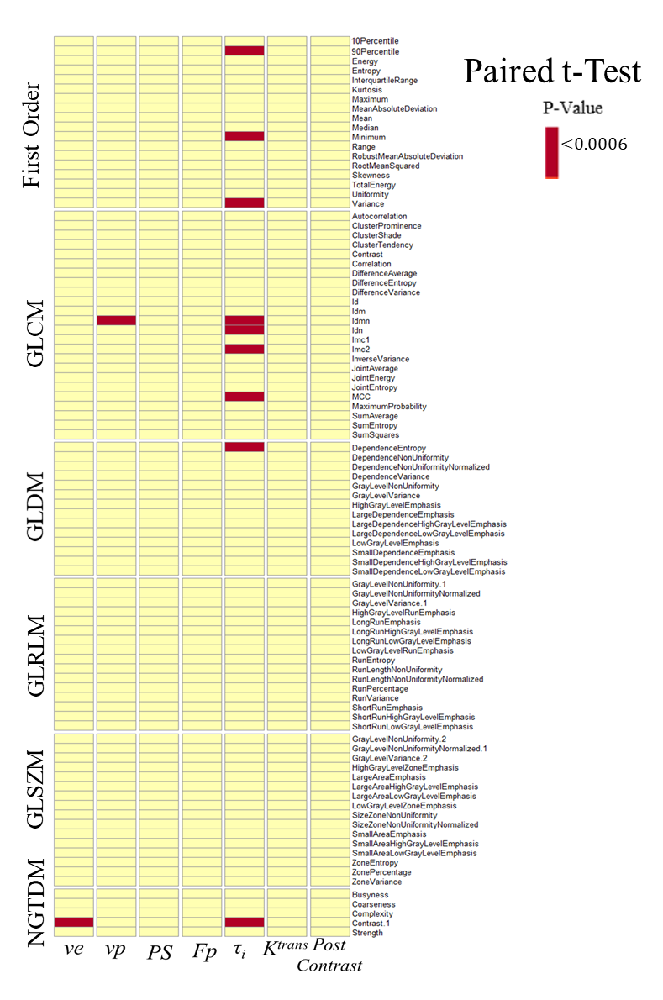 Paired t-Test
P-Value
<0.0006
First Order
10Percentile
90Percentile
Energy
Entropy
InterquartileRange
Kurtosis
Maximum
MeanAbsoluteDeviation
Mean
Median
Minimum
Range
RobustMeanAbsoluteDeviation
RootMeanSquared
Skewness
TotalEnergy
Uniformity
Variance
GLCM
Autocorrelation
ClusterProminence
ClusterShade
ClusterTendency
Contrast
Correlation
DifferenceAverage
DifferenceEntropy
DifferenceVariance
Id
Idm
Idmn
Idn
Imc1
Imc2
InverseVariance
JointAverage
JointEnergy
JointEntropy
MCC
MaximumProbability
SumAverage
SumEntropy
SumSquares
GLDM
DependenceEntropy
DependenceNonUniformity
DependenceNonUniformityNormalized
DependenceVariance
GrayLevelNonUniformity
GrayLevelVariance
HighGrayLevelEmphasis
LargeDependenceEmphasis
LargeDependenceHighGrayLevelEmphasis
LargeDependenceLowGrayLevelEmphasis
LowGrayLevelEmphasis
SmallDependenceEmphasis
SmallDependenceHighGrayLevelEmphasis
SmallDependenceLowGrayLevelEmphasis
GLRLM
GrayLevelNonUniformity.1
GrayLevelNonUniformityNormalized
GrayLevelVariance.1
HighGrayLevelRunEmphasis
LongRunEmphasis
LongRunHighGrayLevelEmphasis
LongRunLowGrayLevelEmphasis
LowGrayLevelRunEmphasis
RunEntropy
RunLengthNonUniformity
RunLengthNonUniformityNormalized
RunPercentage
RunVariance
ShortRunEmphasis
ShortRunHighGrayLevelEmphasis
ShortRunLowGrayLevelEmphasis
GLSZM
GrayLevelNonUniformity.2
GrayLevelNonUniformityNormalized.1
GrayLevelVariance.2
HighGrayLevelZoneEmphasis
LargeAreaEmphasis
LargeAreaHighGrayLevelEmphasis
LargeAreaLowGrayLevelEmphasis
LowGrayLevelZoneEmphasis
SizeZoneNonUniformity
SizeZoneNonUniformityNormalized
SmallAreaEmphasis
SmallAreaHighGrayLevelEmphasis
SmallAreaLowGrayLevelEmphasis
ZoneEntropy
ZonePercentage
ZoneVariance
NGTDM
Busyness
Coarseness
Complexity
Contrast.1
Strength
ve vp PS Fp τi Ktrans Post
Contrast